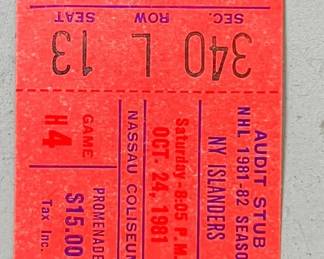 SEC. ROW SEAT
340 L 13
AUDIT STUB
NHL 1981-82 SEASO
NY ISLANDERS
Saturday-8:05 P.M.
OCT. 24, 1981
NASSAU COLISEUM
GAME
H4
PROMENADE
$15.00
Tax Inc.